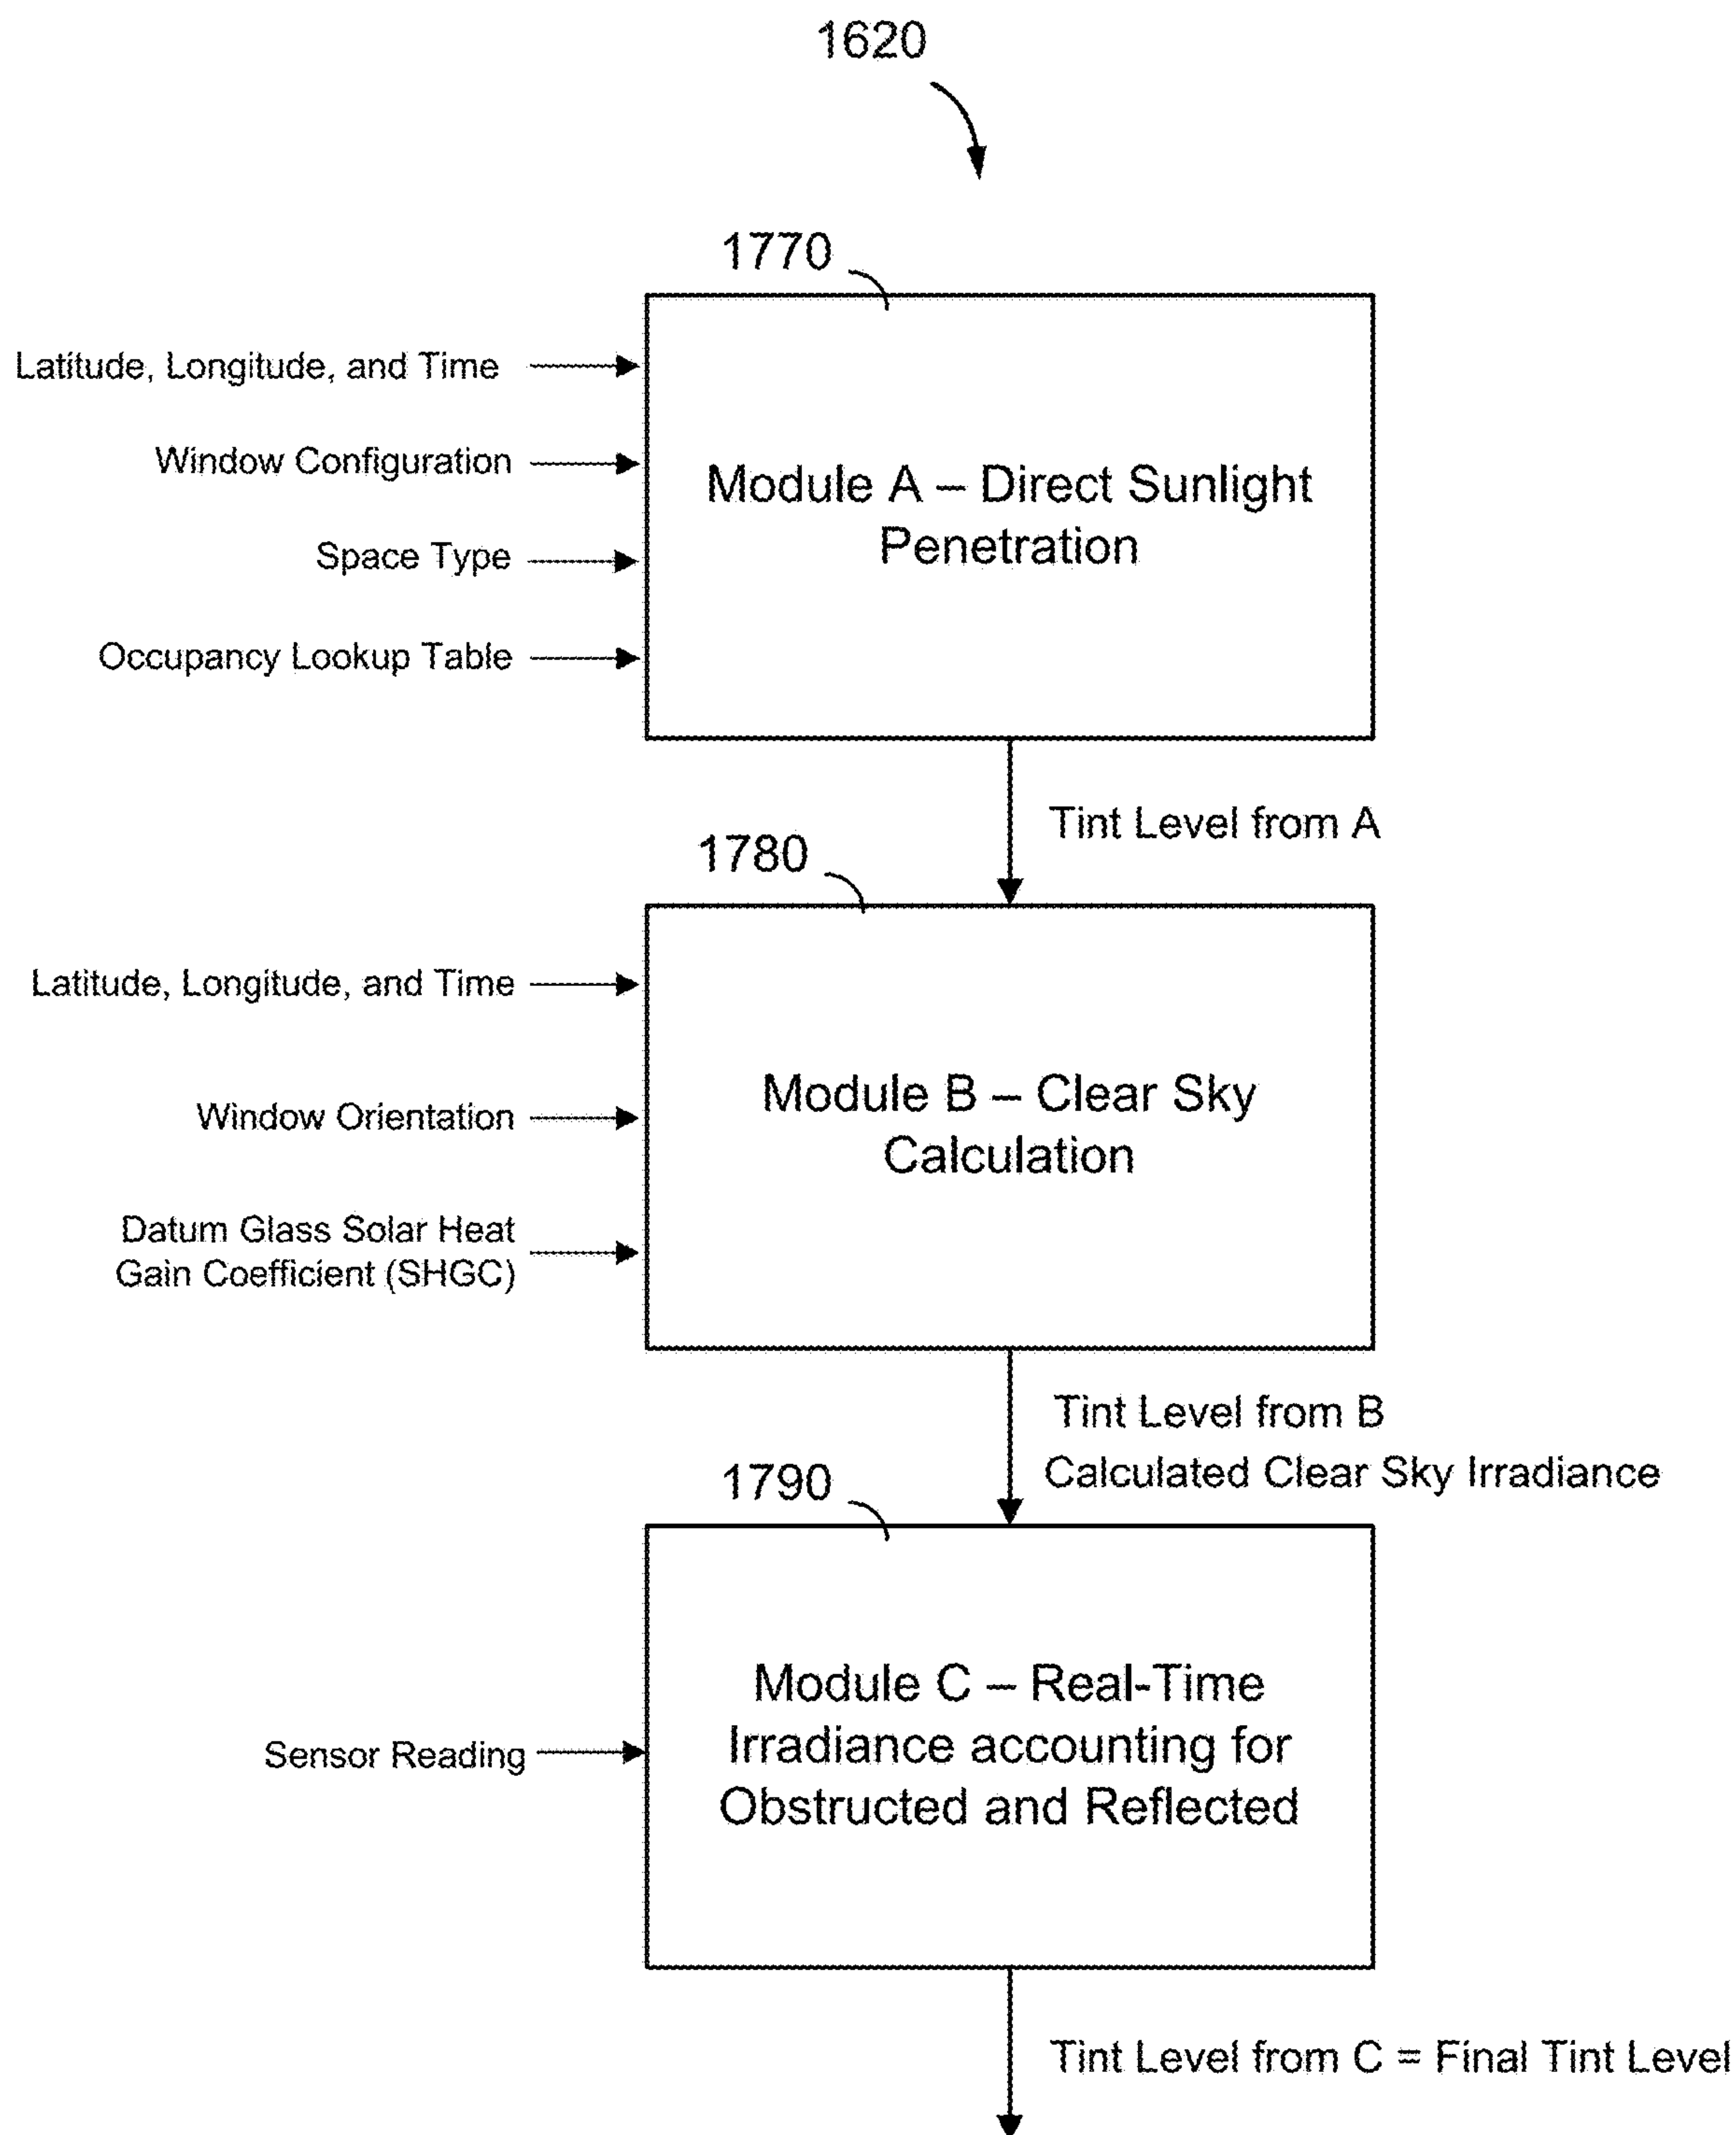 1620
1770
Latitude, Longitude, and Time
Window Configuration
Space Type
Occupancy Lookup Table
Module A – Direct Sunlight
Penetration
Tint Level from A
1780
Latitude, Longitude, and Time
Window Orientation
Datum Glass Solar Heat
Gain Coefficient (SHGC)
Module B – Clear Sky
Calculation
Tint Level from B
Calculated Clear Sky Irradiance
1790
Sensor Reading
Module C – Real-Time
Irradiance accounting for
Obstructed and Reflected
Tint Level from C = Final Tint Level